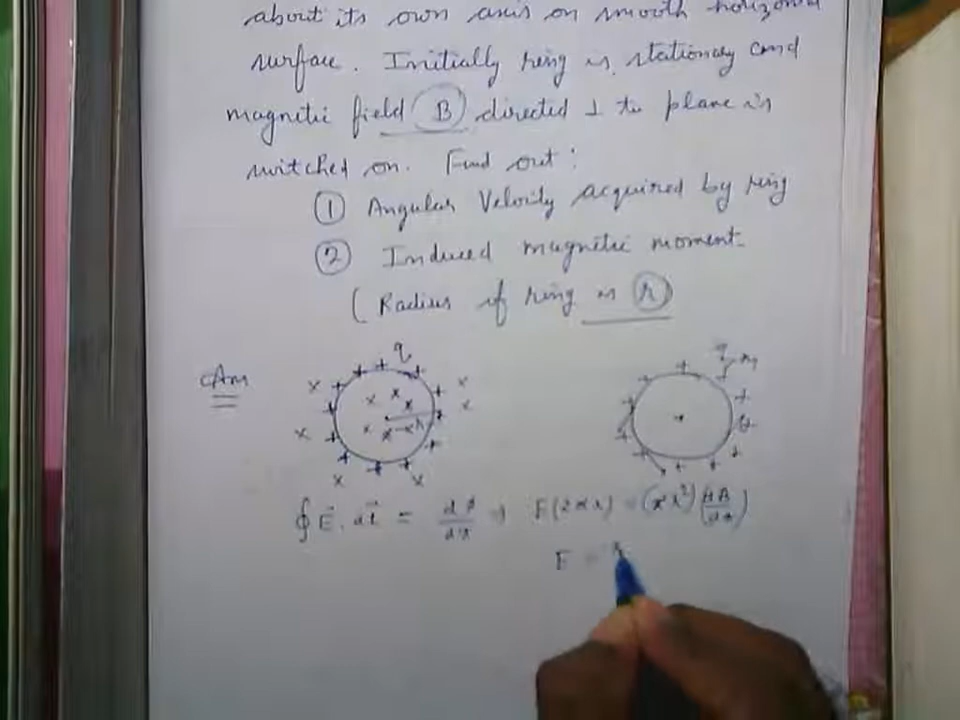 about its own axis on smooth horizontal
surface. Initially ring is stationary and
magnetic field (B) directed ⊥ to plane is
switched on. Find out:
① Angular Velocity acquired by ring
② Induced magnetic moment.
(Radius of ring is (r))
Ans
q
∮ E . dl = dφ/dt ⇒ E(2πr) = (πr²)(dB/dt)
E =